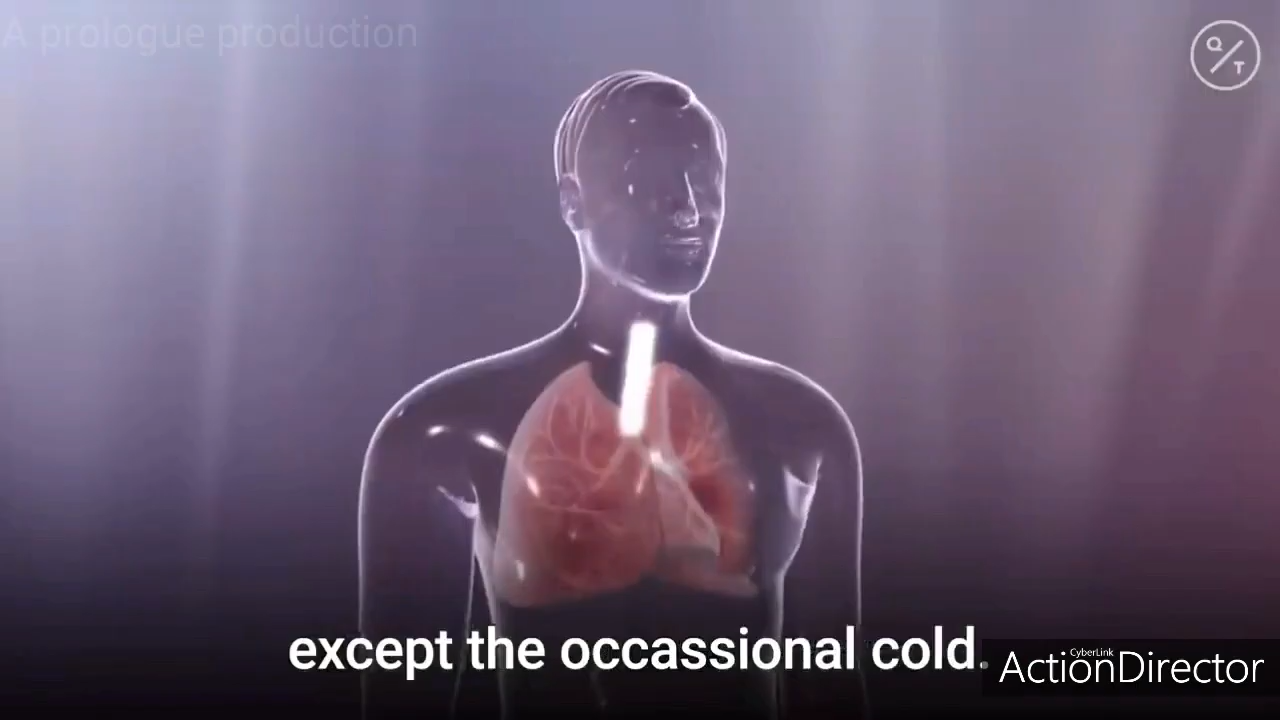 A prologue production
Q
T
except the occassional cold.
CyberLink
ActionDirector